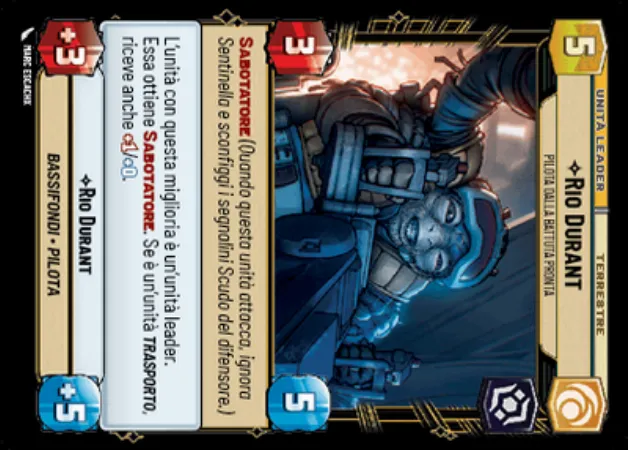 5
UNITÀ LEADER
TERRESTRE
RIO DURANT
PILOTA DALLA BATTUTA PRONTA
3
5
SABOTATORE (Quando questa unità attacca, ignora
Sentinella e sconfiggi i segnalini Scudo del difensore.)
L'unità con questa miglioria è un'unità leader.
Essa ottiene SABOTATORE. Se è un'unità TRASPORTO,
riceve anche +1/+0.
RIO DURANT
BASSIFONDI • PILOTA
+3
+5
MARC ESCACHX